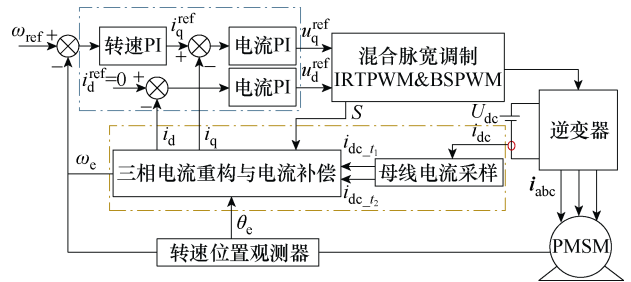 ω_ref + − 转速PI i_q^ref + − 电流PI u_q^ref
混合脉宽调制
IRTPWM&BSPWM
i_d^ref=0 + − 电流PI u_d^ref
S
U_dc
i_dc
逆变器
i_d i_q
ω_e
三相电流重构与电流补偿
i_dc_t1
i_dc_t2
母线电流采样
i_abc
θ_e
转速位置观测器
PMSM